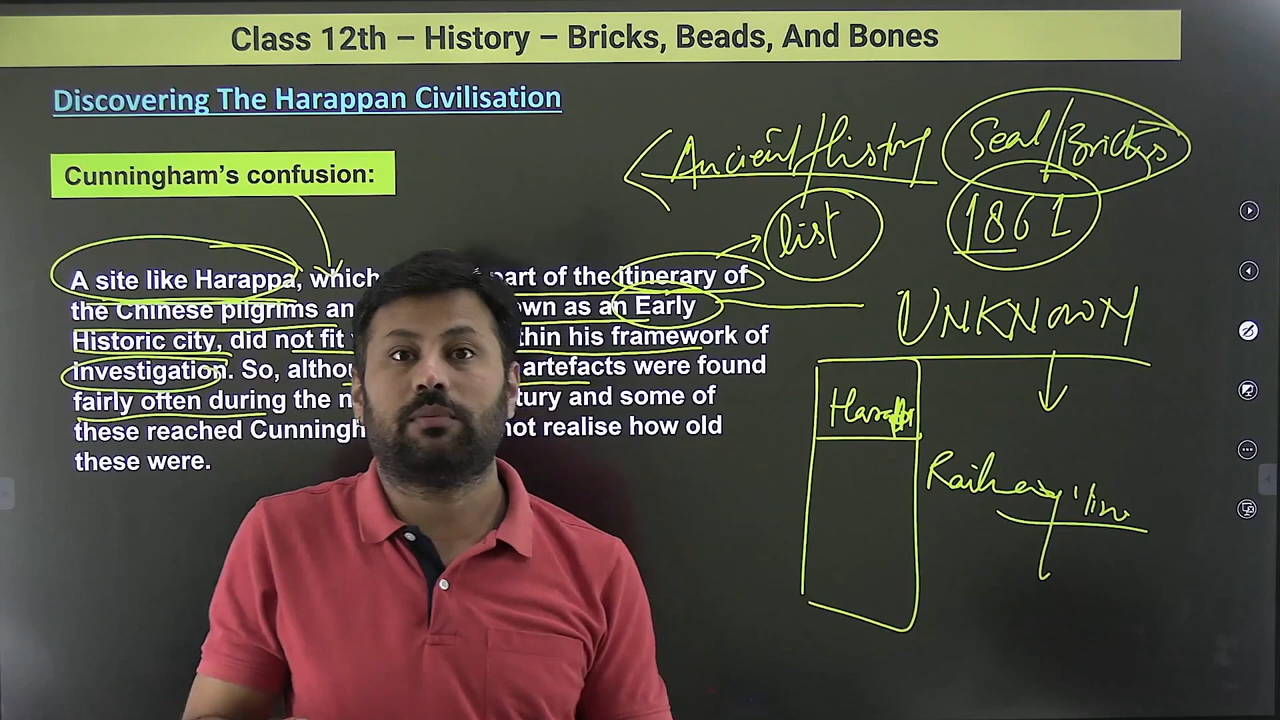 Class 12th – History – Bricks, Beads, And Bones
Discovering The Harappan Civilisation
Cunningham’s confusion:
A site like Harappa, which part of the itinerary of
the Chinese pilgrims an own as an Early
Historic city, did not fit thin his framework of
investigation. So, althou artefacts were found
fairly often during the n tury and some of
these reached Cunningh not realise how old
these were.
Ancient/History
Seal/Bricks
list
1861
UNKNOWN
Harappa
Railway line